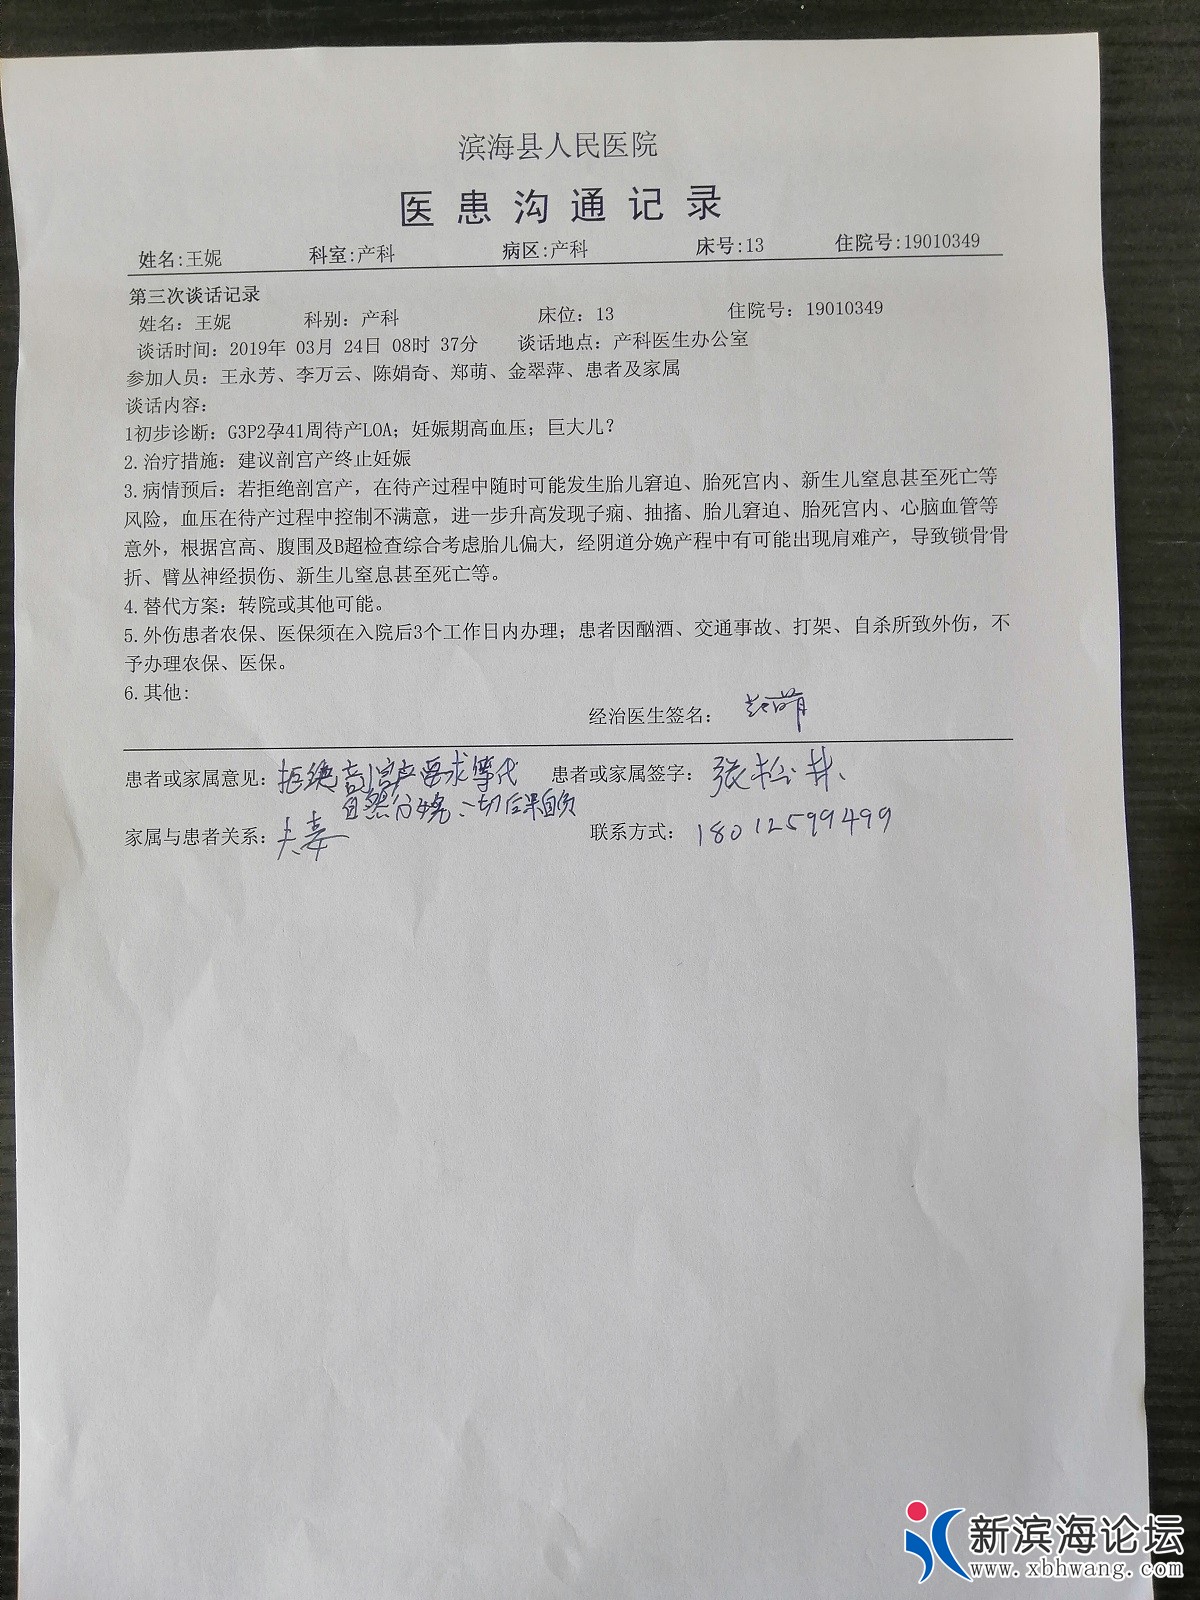 滨海县人民医院
医患沟通记录
姓名:王妮 科室:产科 病区:产科 床号:13 住院号:19010349
第三次谈话记录
姓名：王妮 科别：产科 床位：13 住院号：19010349
谈话时间：2019年 03月 24日 08时 37分 谈话地点：产科医生办公室
参加人员：王永芳、李万云、陈娟奇、郑萌、金翠萍、患者及家属
谈话内容：
1初步诊断：G3P2孕41周待产LOA；妊娠期高血压；巨大儿？
2.治疗措施：建议剖宫产终止妊娠
3.病情预后：若拒绝剖宫产，在待产过程中随时可能发生胎儿窘迫、胎死宫内、新生儿窒息甚至死亡等
风险，血压在待产过程中控制不满意，进一步升高发现子痫、抽搐、胎儿窘迫、胎死宫内、心脑血管等
意外，根据宫高、腹围及B超检查综合考虑胎儿偏大，经阴道分娩产程中有可能出现肩难产，导致锁骨骨
折、臂丛神经损伤、新生儿窒息甚至死亡等。
4.替代方案：转院或其他可能。
5.外伤患者农保、医保须在入院后3个工作日内办理；患者因酗酒、交通事故、打架、自杀所致外伤，不
予办理农保、医保。
6.其他:
经治医生签名： 郑萌
患者或家属意见：拒绝剖宫产要求等待 患者或家属签字：张松林
自然分娩、一切后果自负
家属与患者关系：夫妻 联系方式： 18012599499
新滨海论坛
www.xbhwang.com